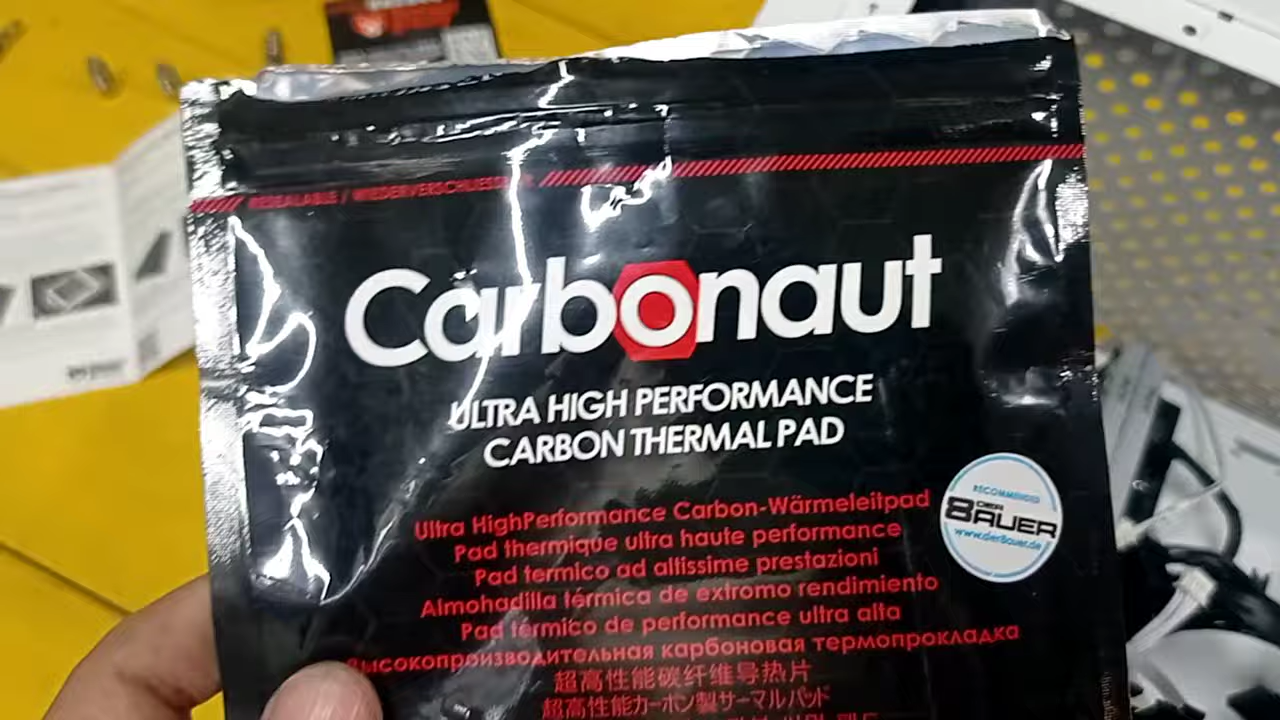 RESEALABLE / WIEDERVERSCHLIESSBAR
Carbonaut
ULTRA HIGH PERFORMANCE
CARBON THERMAL PAD
RECOMMENDED
DER
8AUER
www.der8auer.de
Ultra HighPerformance Carbon-Wärmeleitpad
Pad thermique ultra haute performance
Pad termico ad altissime prestazioni
Almohadilla térmica de extromo rendimiento
Pad térmico de performance ultra alta
Высокопроизводительная карбоновая термопрокладка
超高性能碳纤维导热片
超高性能カーボン製サーマルパッド